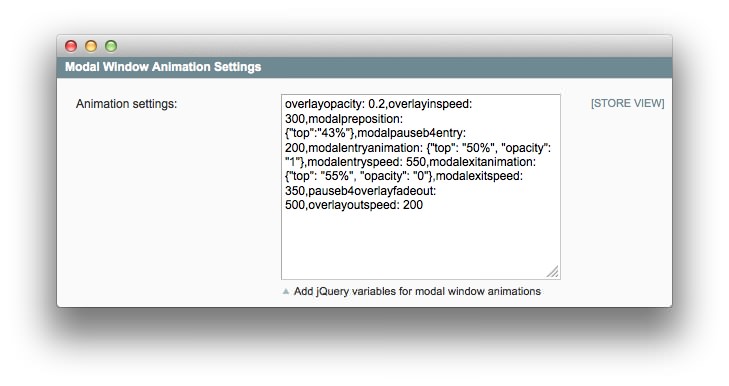 Modal Window Animation Settings
Animation settings:
overlayopacity: 0.2,overlayinspeed:
300,modalpreposition:
{"top":"43%"},modalpauseb4entry:
200,modalentryanimation: {"top": "50%", "opacity":
"1"},modalentryspeed: 550,modalexitanimation:
{"top": "55%", "opacity": "0"},modalexitspeed:
350,pauseb4overlayfadeout:
500,overlayoutspeed: 200
[STORE VIEW]
Add jQuery variables for modal window animations